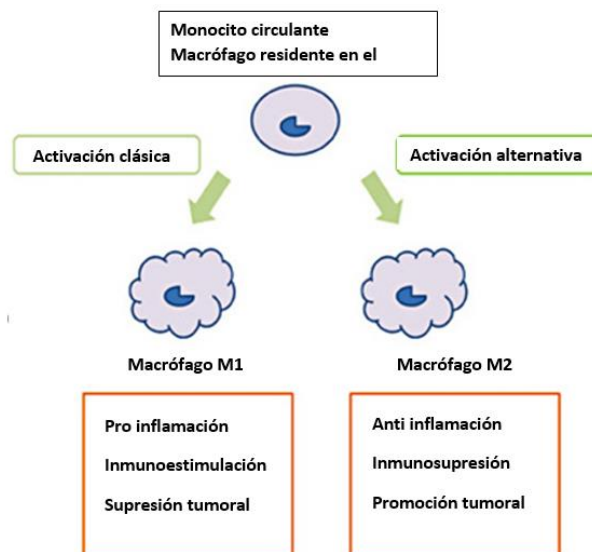 Monocito circulante
Macrófago residente en el
Activación clásica
Activación alternativa
Macrófago M1
Macrófago M2
Pro inflamación
Inmunoestimulación
Supresión tumoral
Anti inflamación
Inmunosupresión
Promoción tumoral